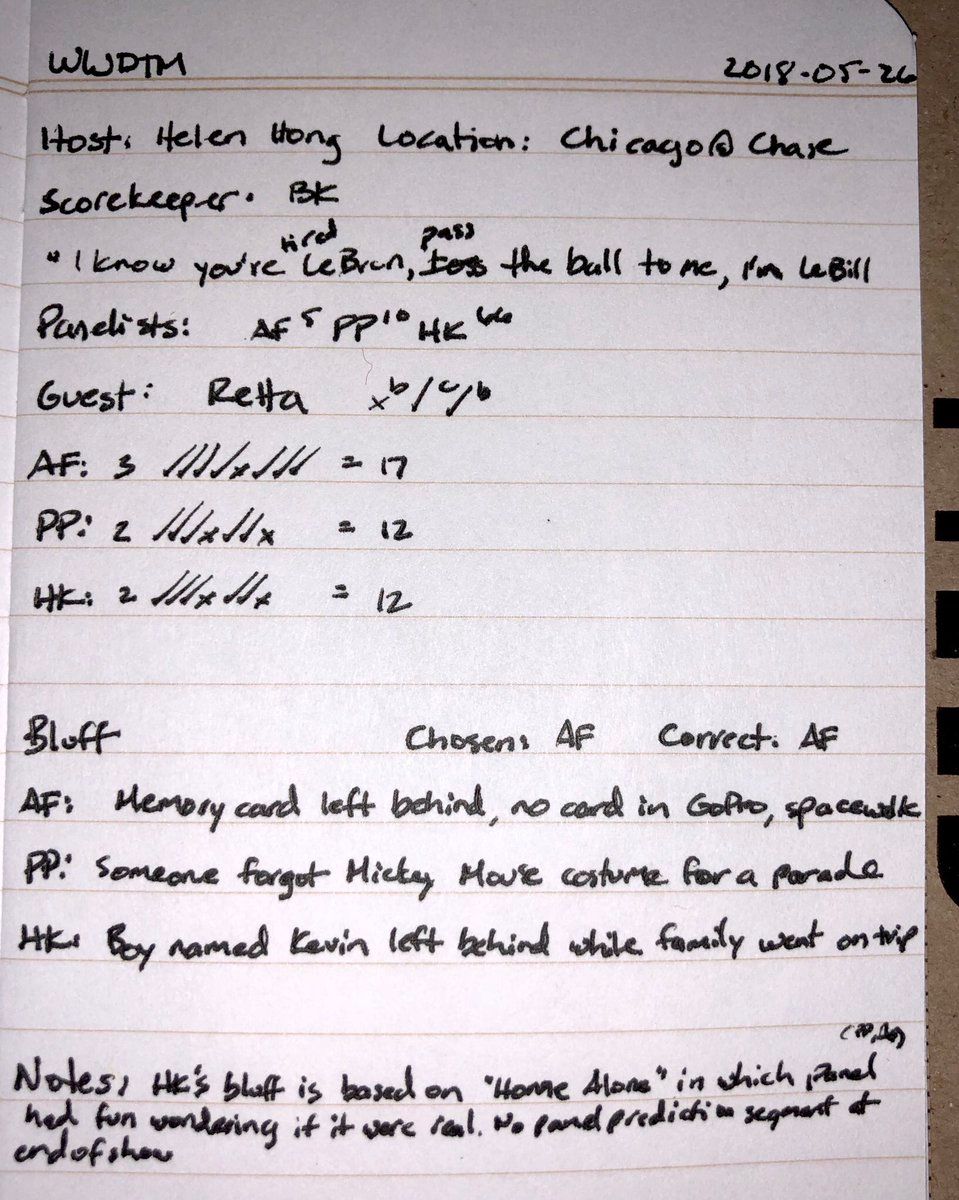 WWDTM 2018-05-26
Host: Helen Hong Location: Chicago @ Chase
Scorekeeper: BK
tired pass
"I know you're LeBron, toss the ball to me, I'm LeBill
Panelists: AF 5 PP 10 HK
Guest: Retta x b/c/b
AF: 3 = 17
PP: 2 = 12
HK: 2 = 12
Bluff Chosen: AF Correct: AF
AF: Memory card left behind, no card in GoPro, spacewalk
PP: Someone forgot Mickey Mouse costume for a parade
HK: Boy named Kevin left behind while family went on trip
Notes: HK's bluff is based on "Home Alone" in which panel
had fun wondering if it were real. No panel prediction segment at
end of show